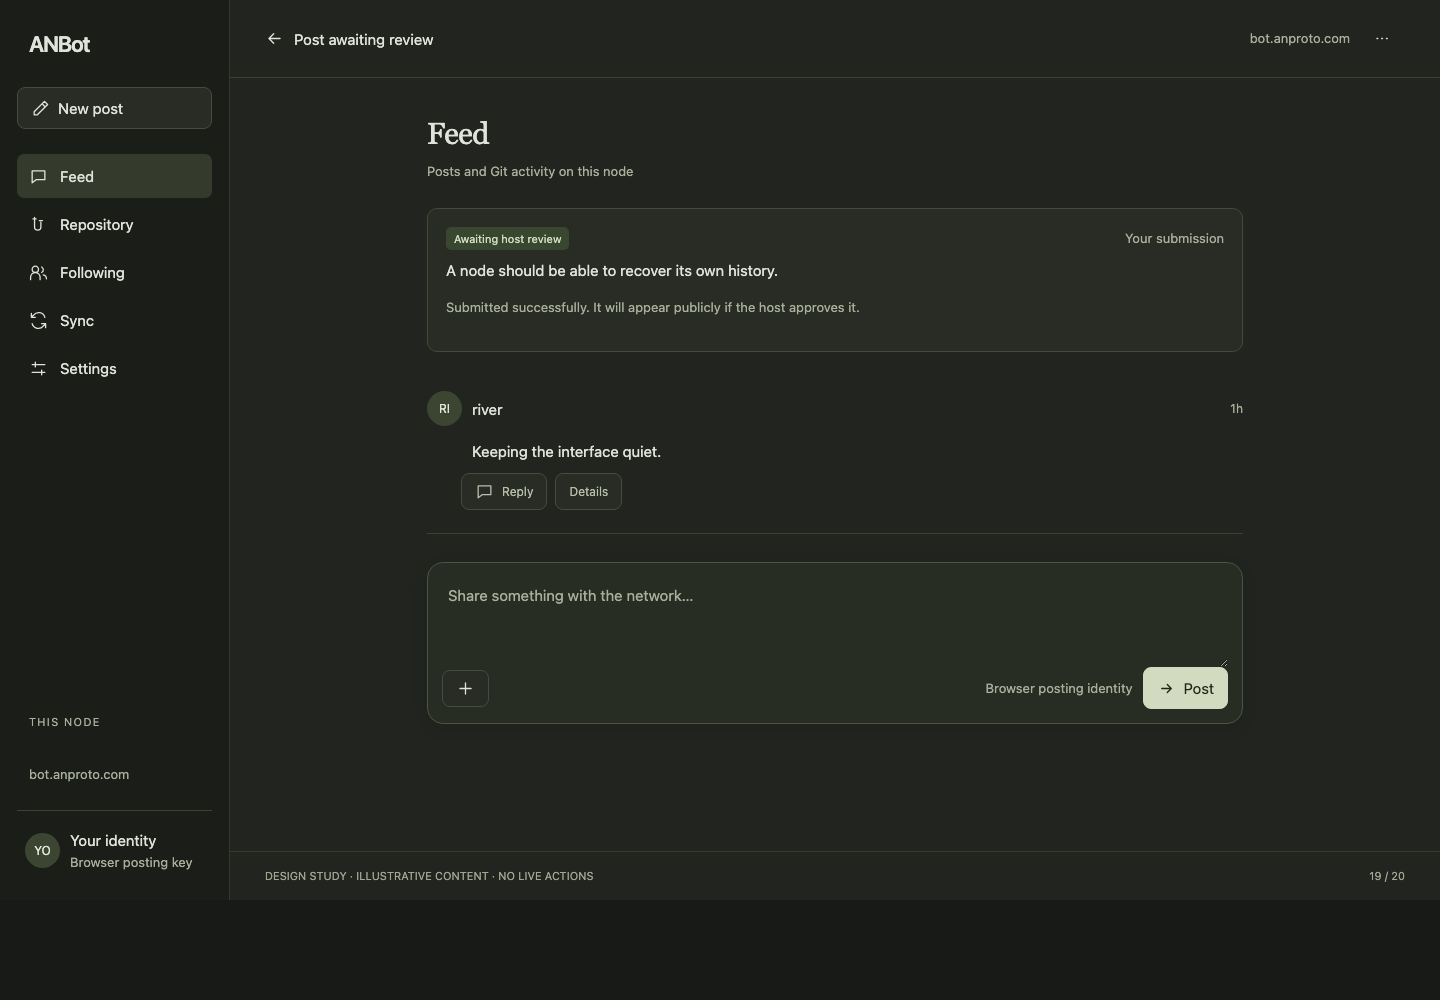 ANBot
New post
Feed
Repository
Following
Sync
Settings
THIS NODE
bot.anproto.com
YO
Your identity
Browser posting key
Post awaiting review
bot.anproto.com
Feed
Posts and Git activity on this node
Awaiting host review
Your submission
A node should be able to recover its own history.
Submitted successfully. It will appear publicly if the host approves it.
RI
river
1h
Keeping the interface quiet.
Reply
Details
Share something with the network...
Browser posting identity
Post
DESIGN STUDY · ILLUSTRATIVE CONTENT · NO LIVE ACTIONS
19 / 20